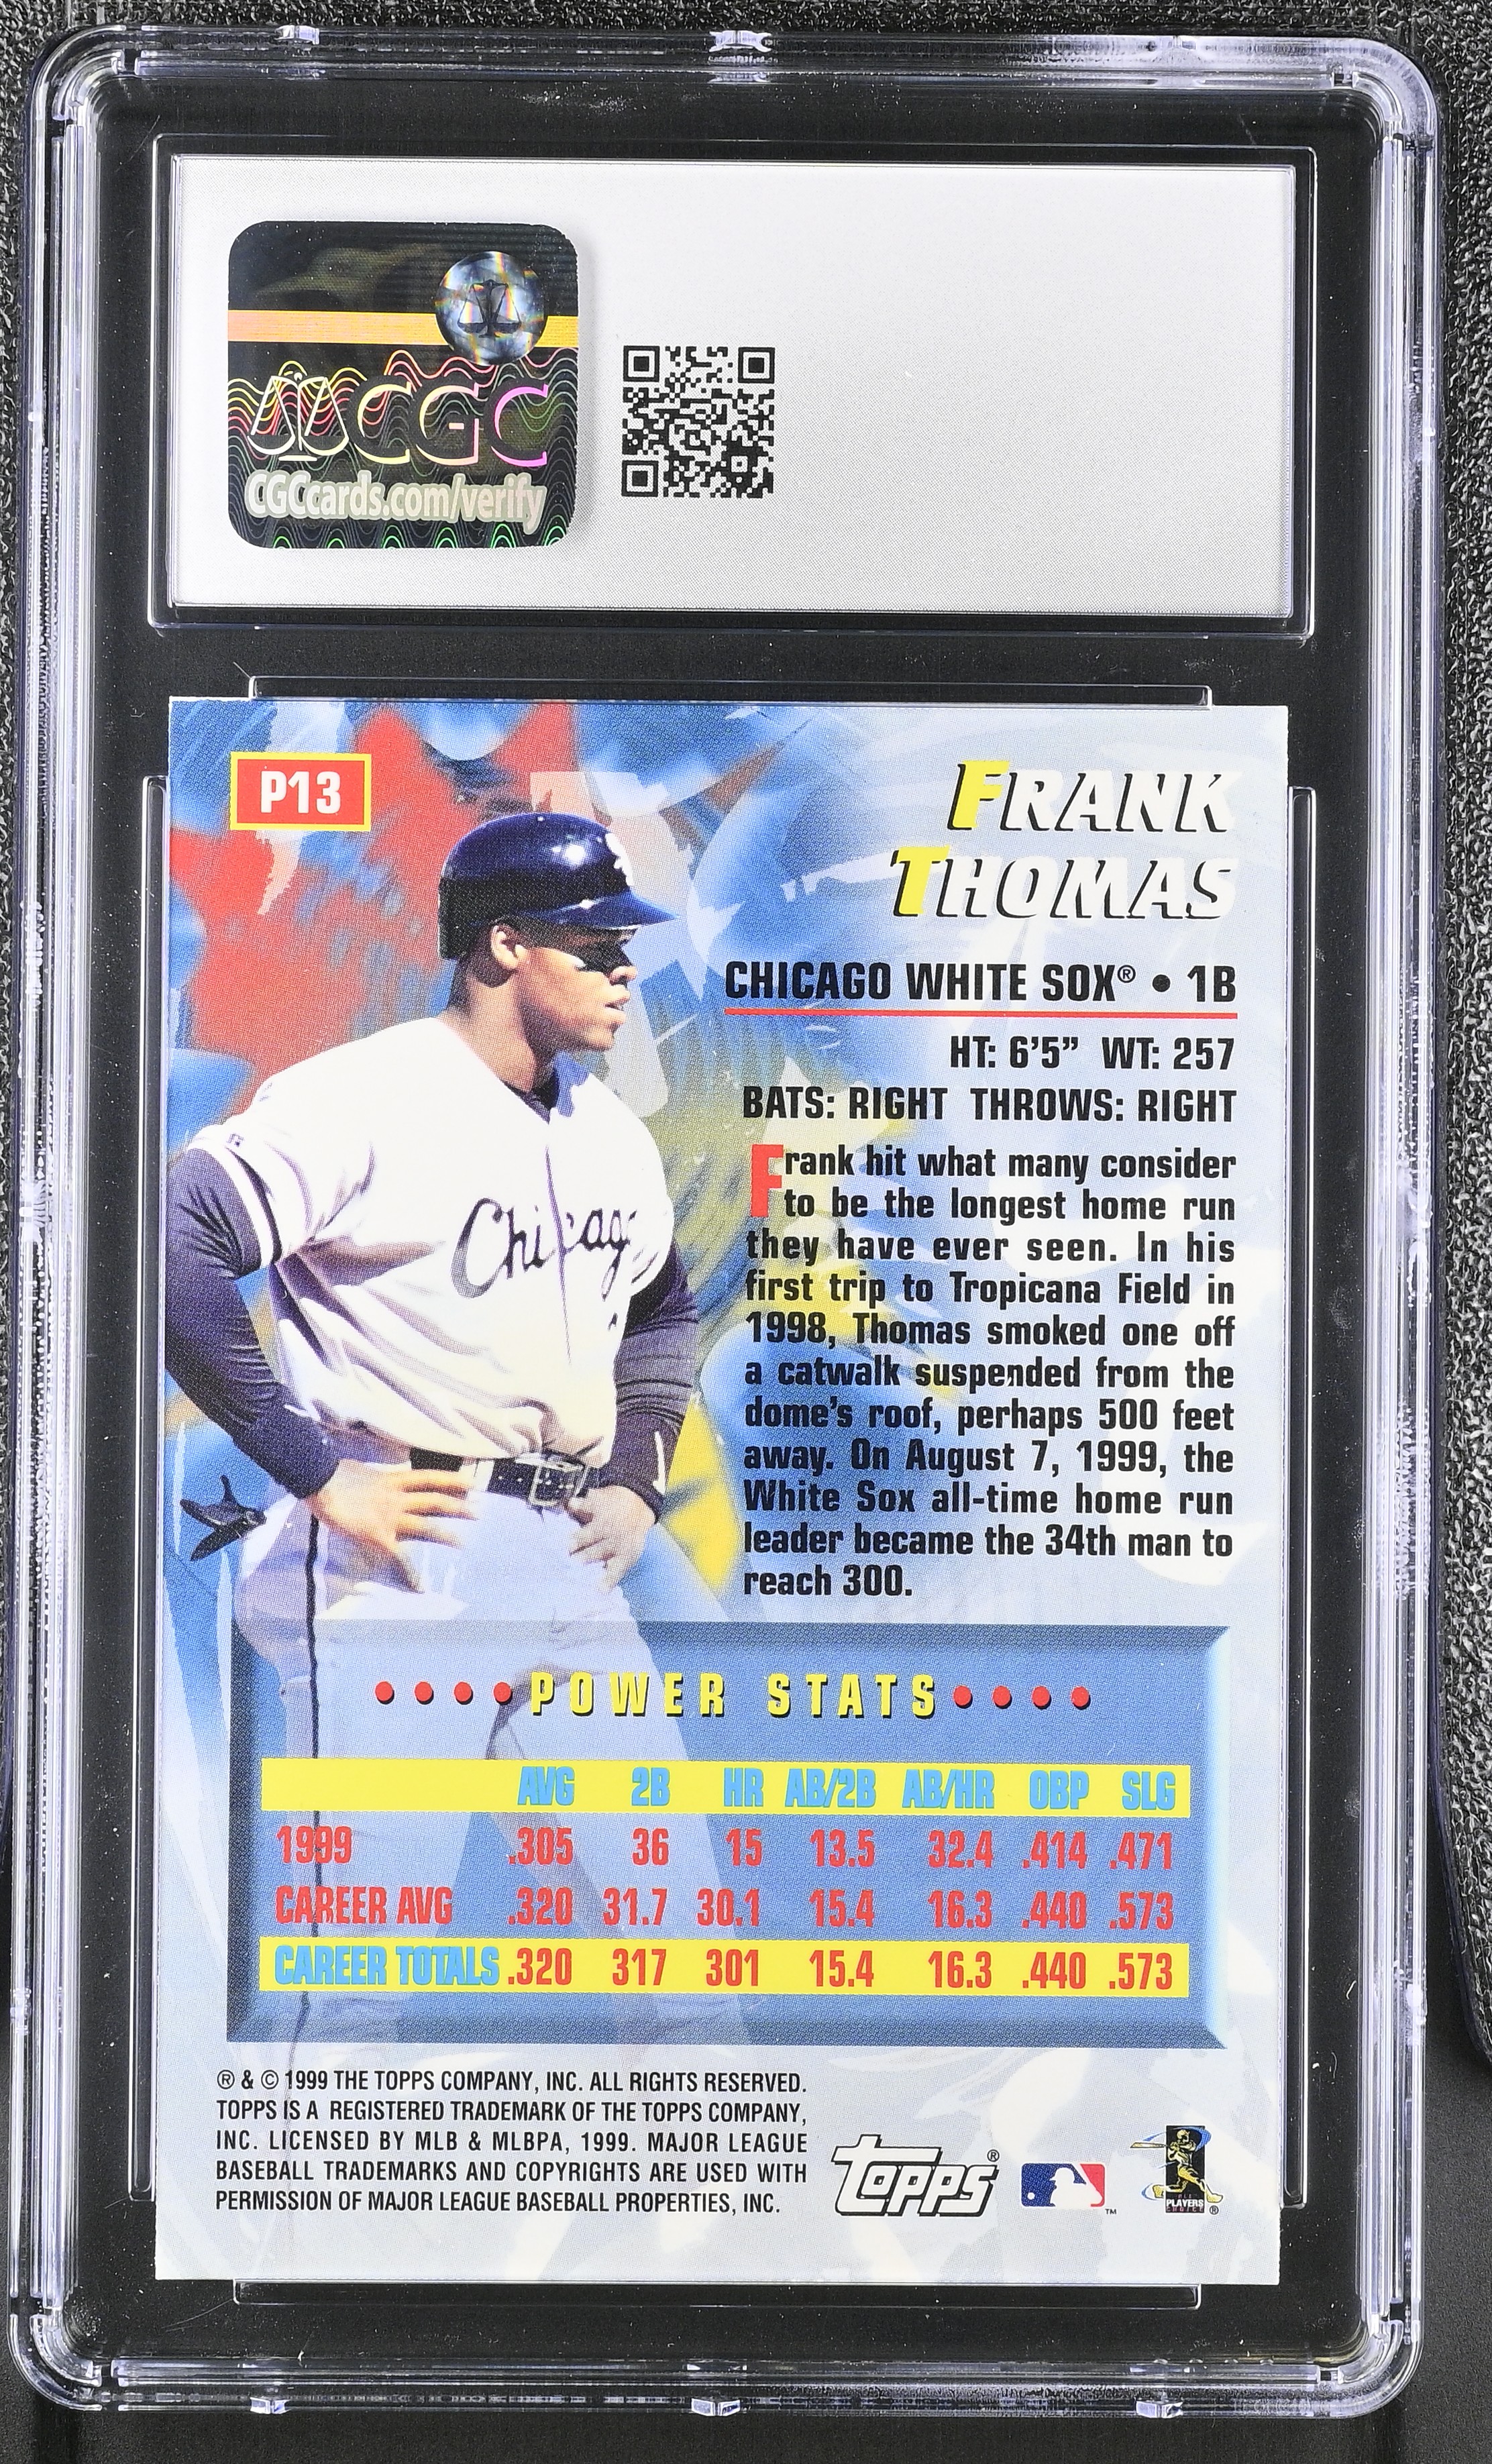 CGC
CGCcards.com/verify
P13
FRANK
THOMAS
CHICAGO WHITE SOX® • 1B
HT: 6'5” WT: 257
BATS: RIGHT THROWS: RIGHT
Frank hit what many consider
to be the longest home run
they have ever seen. In his
first trip to Tropicana Field in
1998, Thomas smoked one off
a catwalk suspended from the
dome's roof, perhaps 500 feet
away. On August 7, 1999, the
White Sox all-time home run
leader became the 34th man to
reach 300.
Chicago
••••POWER STATS••••
AVG 2B HR AB/2B AB/HR OBP SLG
1999 .305 36 15 13.5 32.4 .414 .471
CAREER AVG .320 31.7 30.1 15.4 16.3 .440 .573
CAREER TOTALS .320 317 301 15.4 16.3 .440 .573
® & © 1999 THE TOPPS COMPANY, INC. ALL RIGHTS RESERVED.
TOPPS IS A REGISTERED TRADEMARK OF THE TOPPS COMPANY,
INC. LICENSED BY MLB & MLBPA, 1999. MAJOR LEAGUE
BASEBALL TRADEMARKS AND COPYRIGHTS ARE USED WITH
PERMISSION OF MAJOR LEAGUE BASEBALL PROPERTIES, INC.
Topps®
™
PLAYERS
CHOICE ®